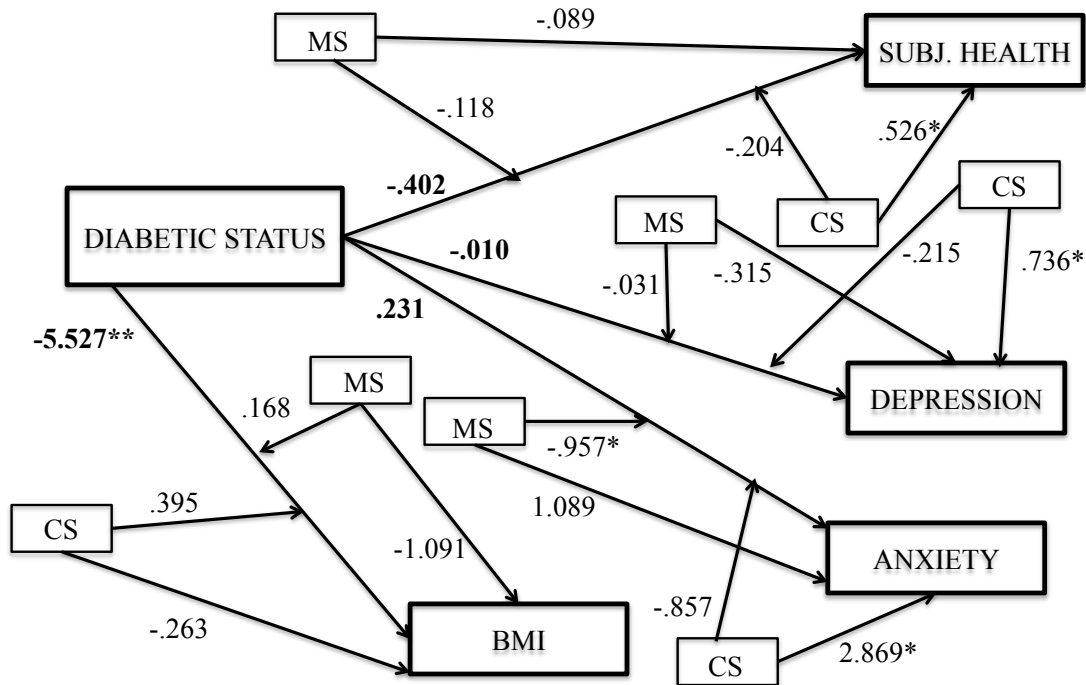 -.089
MS
SUBJ. HEALTH
-.118
-.204
.526*
-.402
CS
CS
MS
DIABETIC STATUS
-.010
-.031
-.315
-.215
.736*
.231
-5.527**
MS
DEPRESSION
.168
MS
-.957*
.395
CS
1.089
-1.091
ANXIETY
-.857
-.263
BMI
CS
2.869*